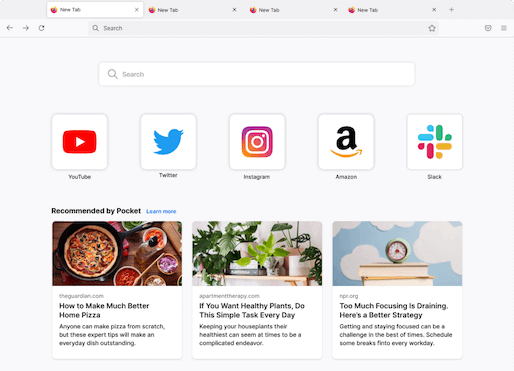 New Tab
New Tab
New Tab
New Tab
Search
Search
YouTube
Twitter
Instagram
Amazon
Slack
Recommended by Pocket Learn more
theguardian.com
How to Make Much Better
Home Pizza
Anyone can make pizza from scratch,
but these expert tips will make an
everyday dish outstanding.
apartmenttherapy.com
If You Want Healthy Plants, Do
This Simple Task Every Day
Keeping your houseplants their
healthiest can seem at times to be a
complicated endeavor.
npr.org
Too Much Focusing Is Draining.
Here's a Better Strategy
Getting and staying focused can be a
challenge in the best of times. Schedule
some breaks finto every workday.